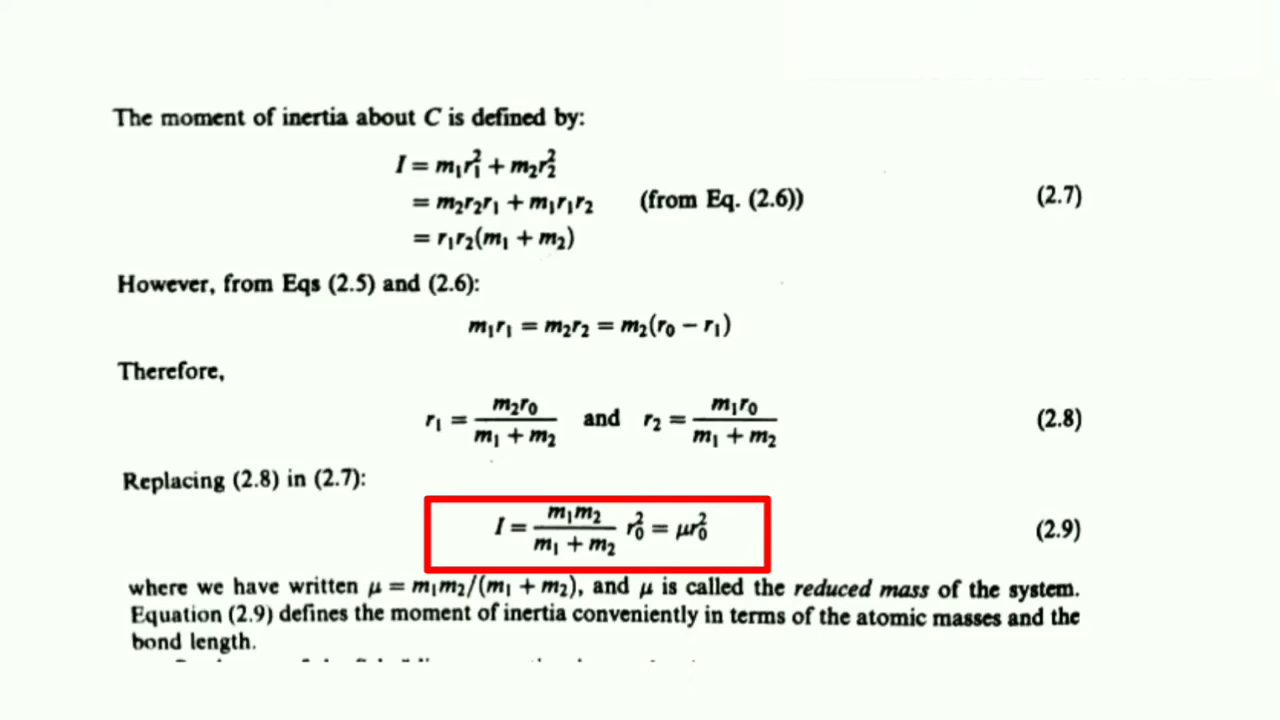 The moment of inertia about C is defined by:
I = m₁r₁² + m₂r₂²
= m₂r₂r₁ + m₁r₁r₂ (from Eq. (2.6)) (2.7)
= r₁r₂(m₁ + m₂)
However, from Eqs (2.5) and (2.6):
m₁r₁ = m₂r₂ = m₂(r₀ − r₁)
Therefore,
r₁ = m₂r₀/(m₁ + m₂) and r₂ = m₁r₀/(m₁ + m₂) (2.8)
Replacing (2.8) in (2.7):
I = m₁m₂/(m₁ + m₂) r₀² = μr₀² (2.9)
where we have written μ = m₁m₂/(m₁ + m₂), and μ is called the reduced mass of the system.
Equation (2.9) defines the moment of inertia conveniently in terms of the atomic masses and the
bond length.